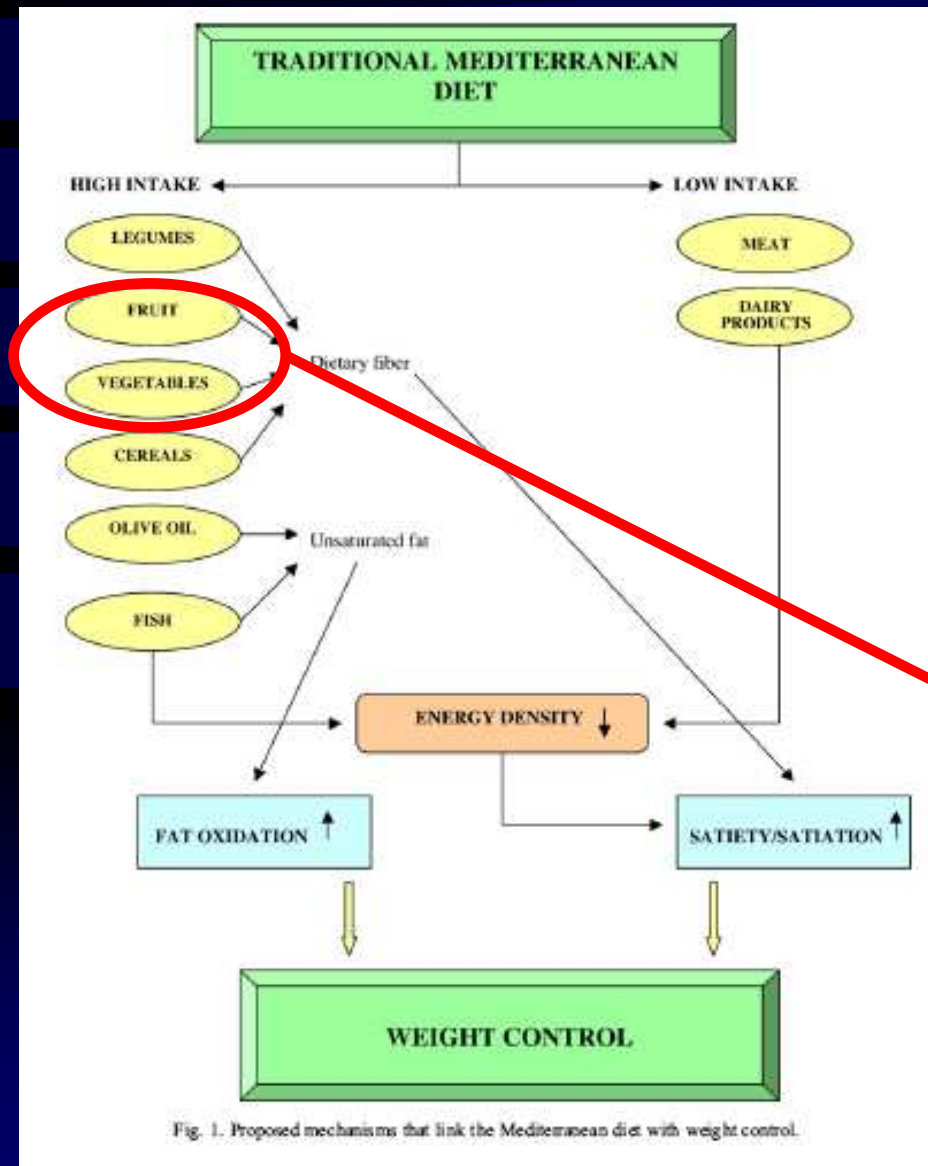 TRADITIONAL MEDITERRANEAN
DIET
HIGH INTAKE
LOW INTAKE
LEGUMES
MEAT
FRUIT
DAIRY
PRODUCTS
Dietary fiber
VEGETABLES
CEREALS
OLIVE OIL
Unsaturated fat
FISH
ENERGY DENSITY ↓
FAT OXIDATION ↑
SATIETY/SATIATION ↑
WEIGHT CONTROL
Fig. 1. Proposed mechanisms that link the Mediterranean diet with weight control.